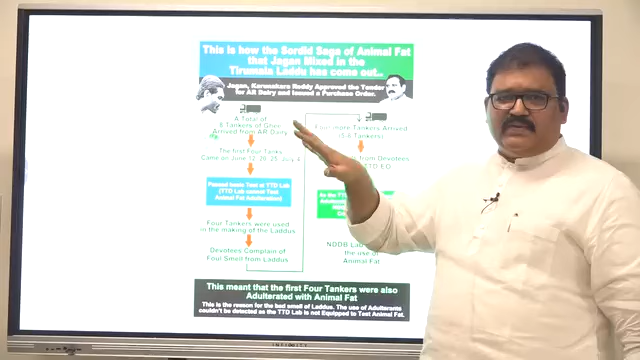 This is how the Sordid Saga of Animal Fat
that Jagan Mixed in the
Tirumala Laddu has come out..
Jagan, Karunakara Reddy Approved the Tender
for AR Dairy and Issued a Purchase Order.
A Total of
8 Tankers of Ghee
Arrived from AR Dairy
The first Four Tanks
Came on June 12, 20, 25, July 6
Passed basic Test at TTD Lab
(TTD Lab cannot Test
Animal Fat Adulteration)
Four Tankers were used
in the making of the Laddus
Devotees Complain of
Foul Smell from Laddus
Four more Tankers Arrived
from Devotees
TTD EO
As the TTD
NDDB Lab
the use of
Animal Fat
This meant that the first Four Tankers were also
Adulterated with Animal Fat
This is the reason for the bad smell of Laddus. The use of Adulterants
couldn't be detected as the TTD Lab is not Equipped to Test Animal Fat.